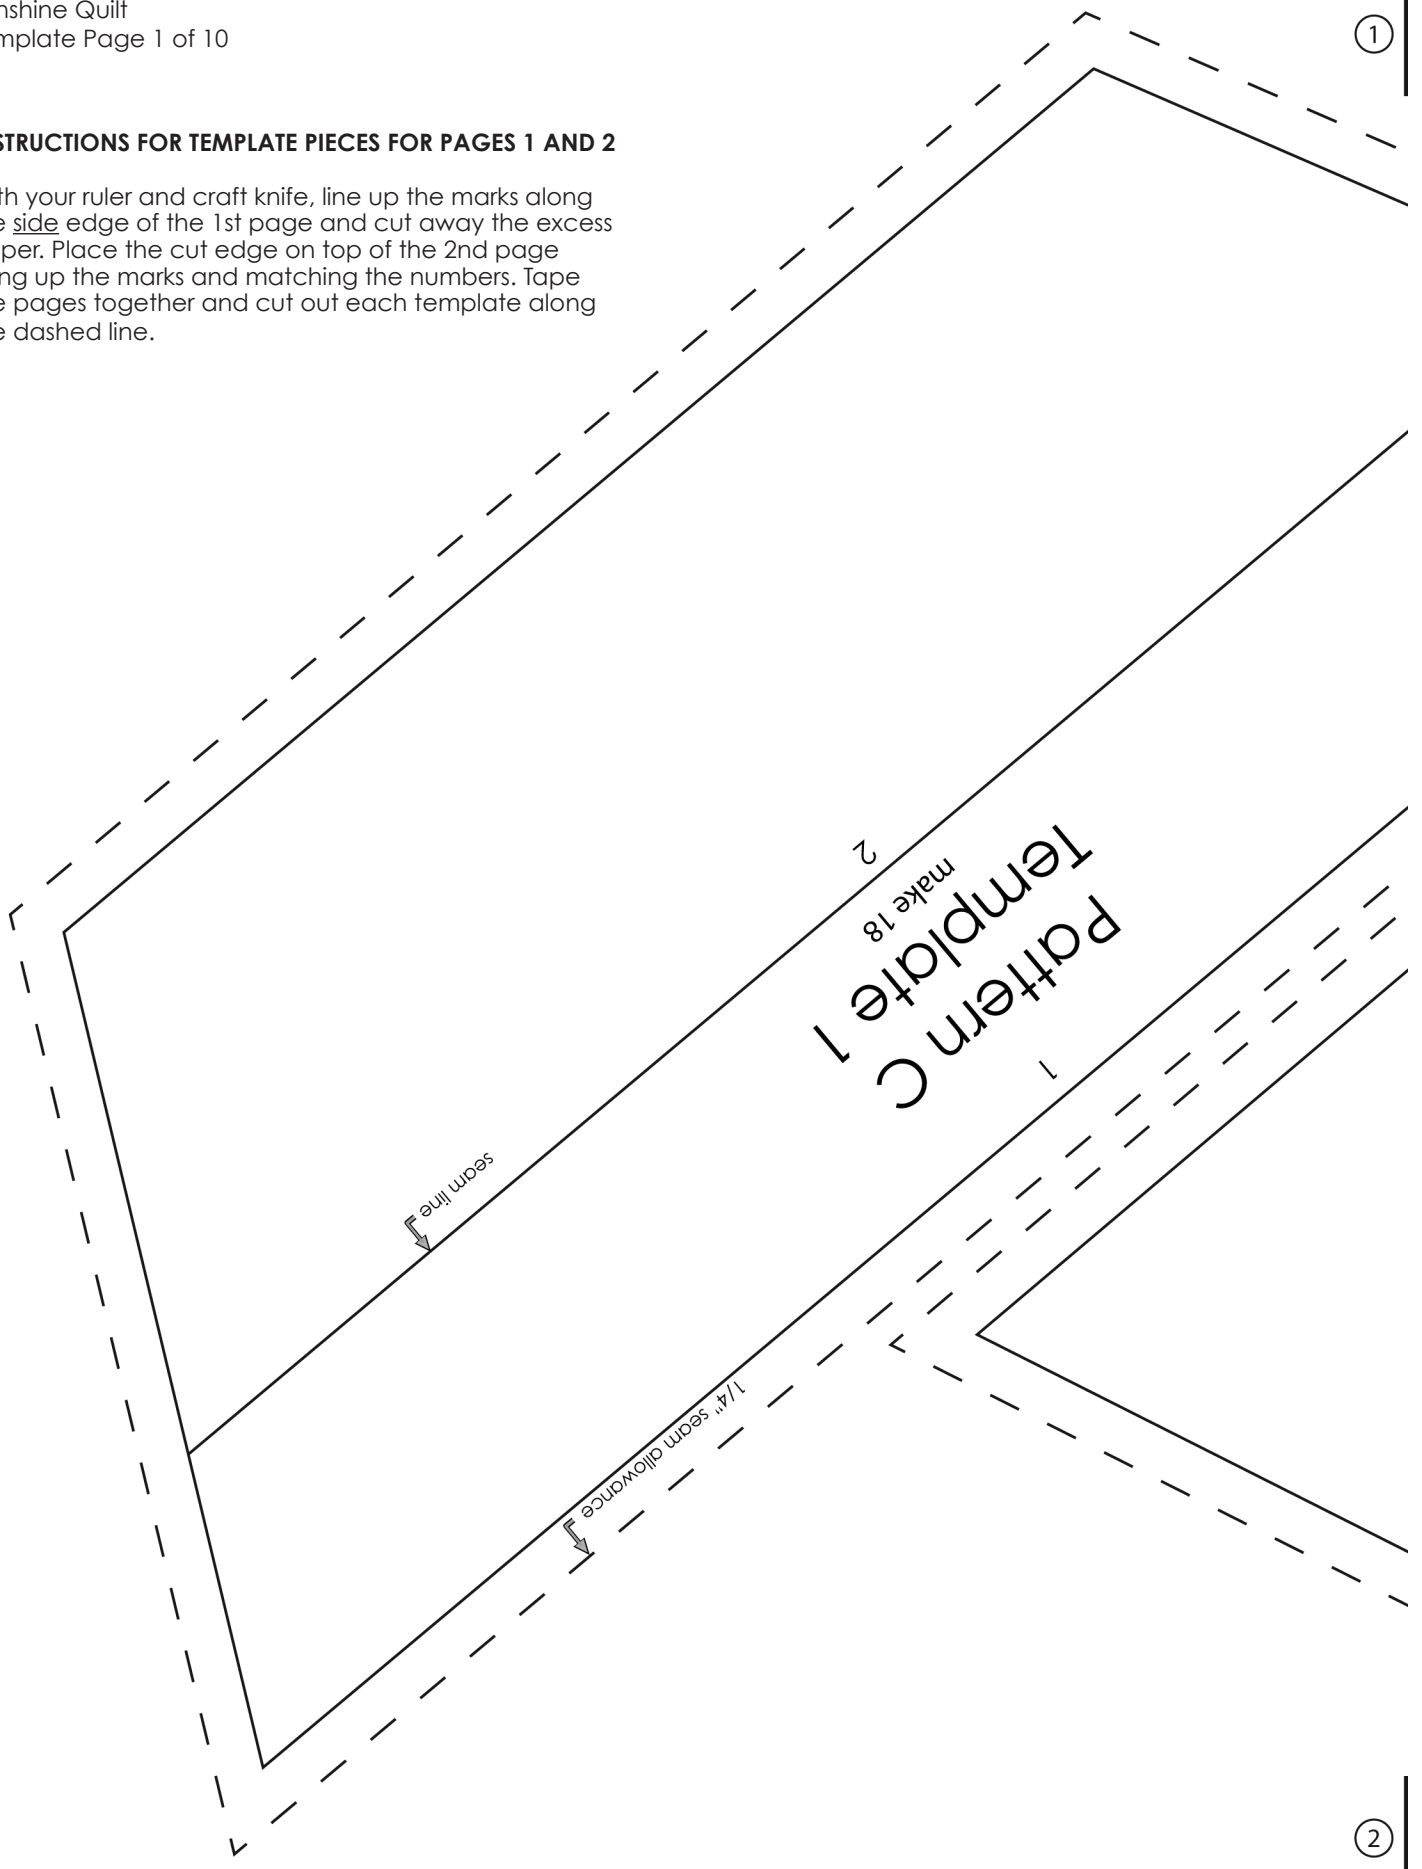 nshine Quilt
mplate Page 1 of 10
1
STRUCTIONS FOR TEMPLATE PIECES FOR PAGES 1 AND 2
th your ruler and craft knife, line up the marks along
e side edge of the 1st page and cut away the excess
per. Place the cut edge on top of the 2nd page
ng up the marks and matching the numbers. Tape
e pages together and cut out each template along
e dashed line.
2
make 18
Pattern C
Template 1
1
seam line
1/4" seam allowance
2